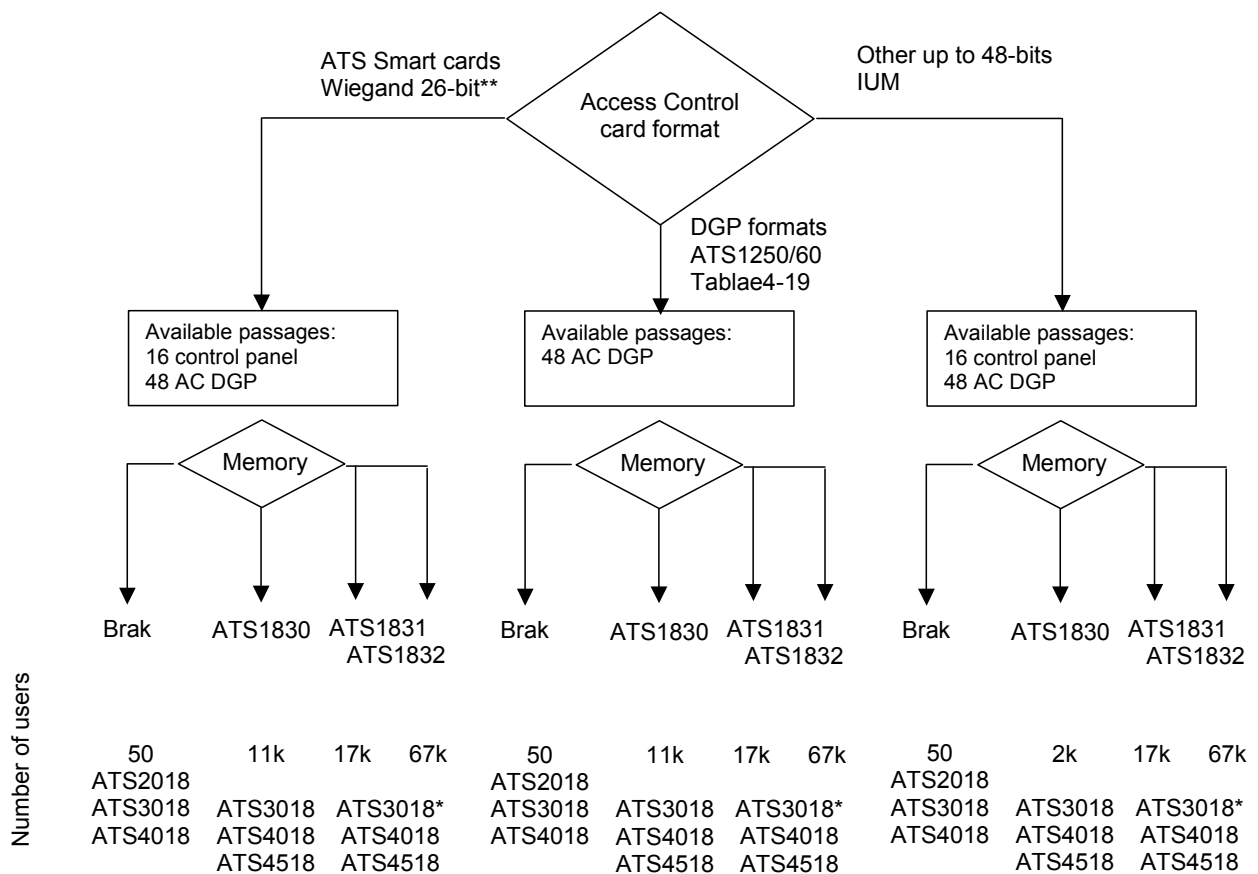 ATS Smart cards
Wiegand 26-bit**
Access Control
card format
Other up to 48-bits
IUM
DGP formats
ATS1250/60
Tablae4-19
Available passages:
16 control panel
48 AC DGP
Available passages:
48 AC DGP
Available passages:
16 control panel
48 AC DGP
Memory
Memory
Memory
Brak ATS1830 ATS1831
ATS1832
Brak ATS1830 ATS1831
ATS1832
Brak ATS1830 ATS1831
ATS1832
Number of users
50 11k 17k 67k
ATS2018
ATS3018 ATS3018 ATS3018*
ATS4018 ATS4018 ATS4018
ATS4518 ATS4518
50 11k 17k 67k
ATS2018
ATS3018 ATS3018 ATS3018*
ATS4018 ATS4018 ATS4018
ATS4518 ATS4518
50 2k 17k 67k
ATS2018
ATS3018 ATS3018 ATS3018*
ATS4018 ATS4018 ATS4018
ATS4518 ATS4518